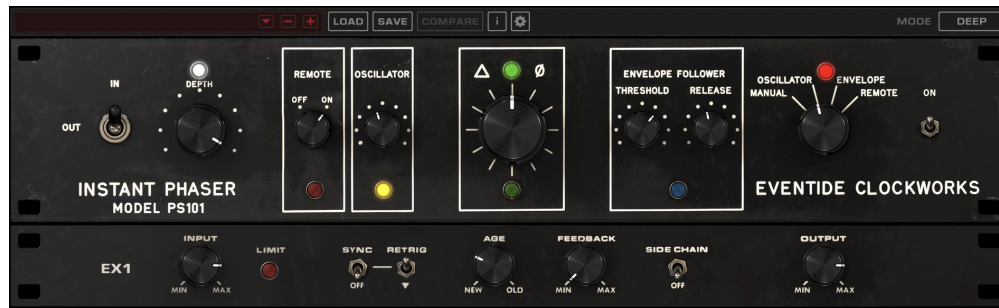 LOAD SAVE COMPARE i MODE DEEP
IN
OUT
DEPTH
REMOTE
OFF ON
OSCILLATOR
Δ Ø
ENVELOPE FOLLOWER
THRESHOLD RELEASE
OSCILLATOR ENVELOPE
MANUAL REMOTE
ON
INSTANT PHASER
MODEL PS101
EVENTIDE CLOCKWORKS
EX1
INPUT
MIN MAX
LIMIT
SYNC RETRIG
OFF
AGE
NEW OLD
FEEDBACK
MIN MAX
SIDE CHAIN
OFF
OUTPUT
MIN MAX